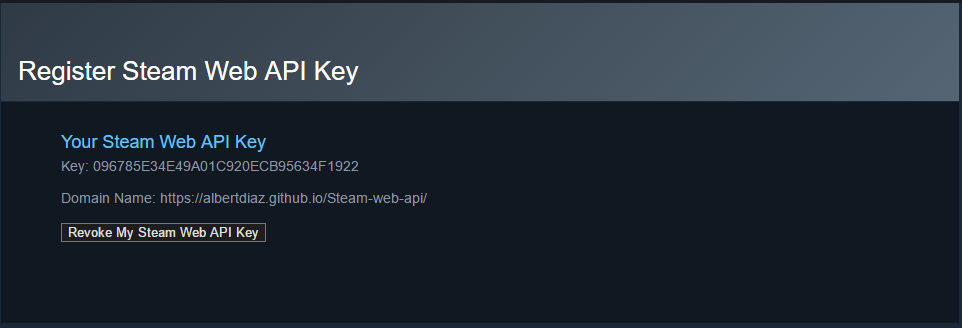 Register Steam Web API Key
Your Steam Web API Key
Key: 096785E34E49A01C920ECB95634F1922
Domain Name: https://albertdiaz.github.io/Steam-web-api/
Revoke My Steam Web API Key